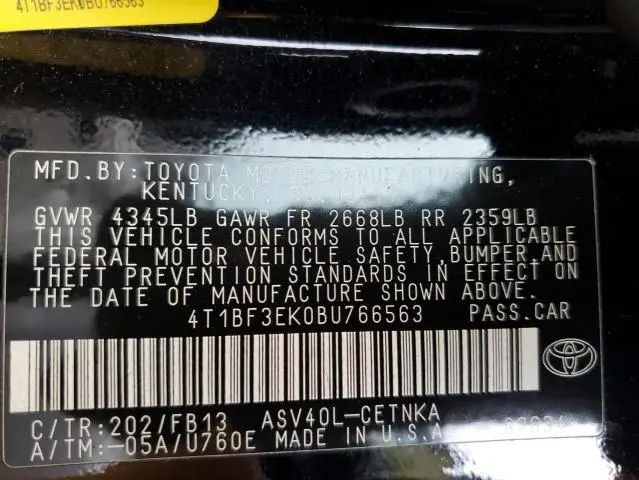 4T1BF3EK0BU766563
MFD.BY:TOYOTA MOTOR MANUFACTURING,
KENTUCKY,
GVWR 4345LB GAWR FR 2668LB RR 2359LB
THIS VEHICLE CONFORMS TO ALL APPLICABLE
FEDERAL MOTOR VEHICLE SAFETY,BUMPER,AND
THEFT PREVENTION STANDARDS IN EFFECT ON
THE DATE OF MANUFACTURE SHOWN ABOVE.
4T1BF3EK0BU766563 PASS.CAR
C/TR:202/FB13 ASV40L-CETNKA
A/TM:-05A/U760E MADE IN U.S.A